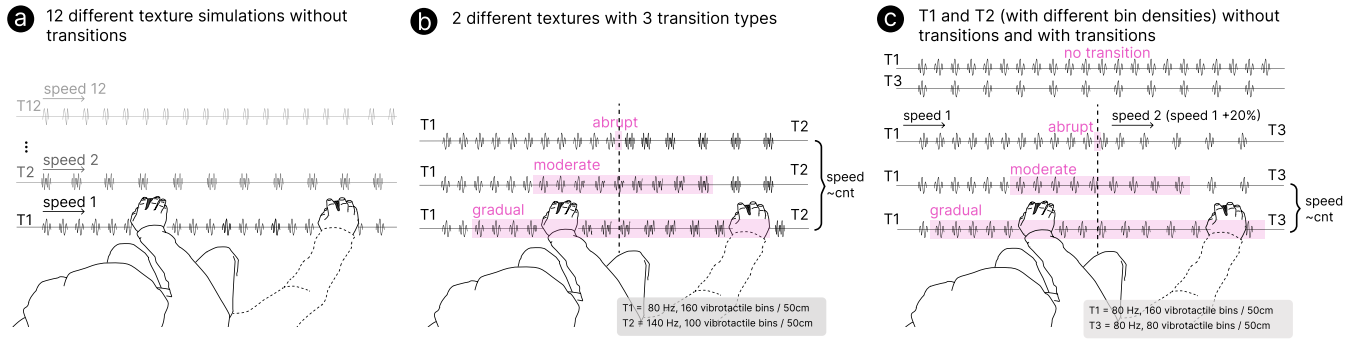 a 12 different texture simulations without
transitions
speed 12
T12
speed 2
T2
speed 1
T1
b 2 different textures with 3 transition types
T1 abrupt T2
T1 moderate T2
T1 gradual T2
speed
~cnt
T1 = 80 Hz, 160 vibrotactile bins / 50cm
T2 = 140 Hz, 100 vibrotactile bins / 50cm
c T1 and T2 (with different bin densities) without
transitions and with transitions
no transition
T1
T3
speed 1 speed 2 (speed 1 +20%)
T1 abrupt T3
T1 moderate T3
T1 gradual T3
speed
~cnt
T1 = 80 Hz, 160 vibrotactile bins / 50cm
T3 = 80 Hz, 80 vibrotactile bins / 50cm